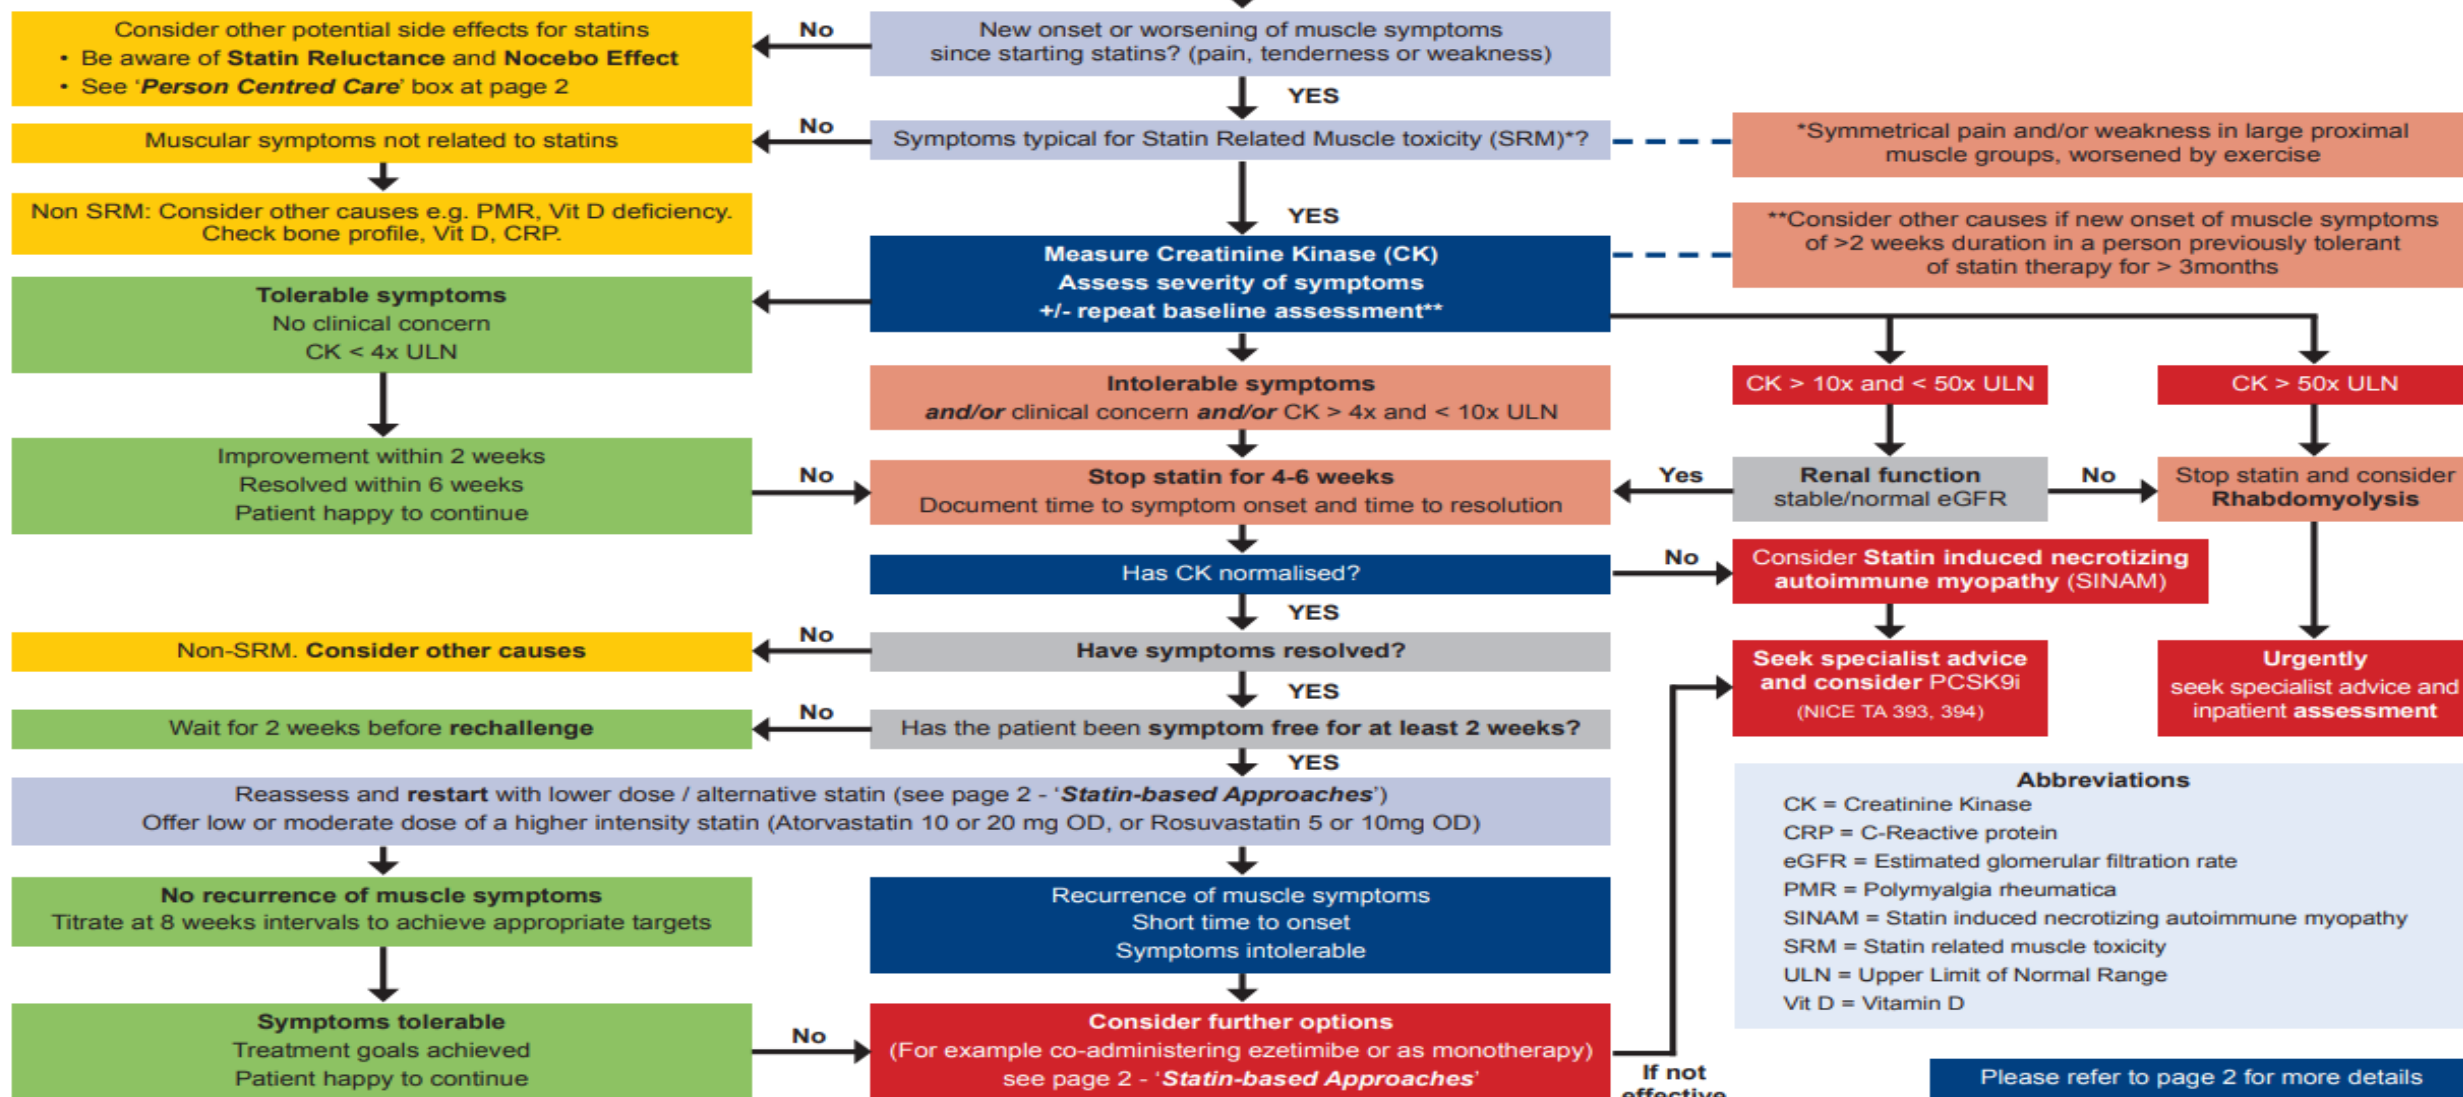 Consider other potential side effects for statins
• Be aware of Statin Reluctance and Nocebo Effect
• See ‘Person Centred Care’ box at page 2
No
New onset or worsening of muscle symptoms
since starting statins? (pain, tenderness or weakness)
YES
Muscular symptoms not related to statins
No
Symptoms typical for Statin Related Muscle toxicity (SRM)*?
*Symmetrical pain and/or weakness in large proximal
muscle groups, worsened by exercise
Non SRM: Consider other causes e.g. PMR, Vit D deficiency.
Check bone profile, Vit D, CRP.
YES
**Consider other causes if new onset of muscle symptoms
of >2 weeks duration in a person previously tolerant
of statin therapy for > 3months
Measure Creatinine Kinase (CK)
Assess severity of symptoms
+/- repeat baseline assessment**
Tolerable symptoms
No clinical concern
CK < 4x ULN
Intolerable symptoms
and/or clinical concern and/or CK > 4x and < 10x ULN
CK > 10x and < 50x ULN
CK > 50x ULN
Improvement within 2 weeks
Resolved within 6 weeks
Patient happy to continue
No
Stop statin for 4-6 weeks
Document time to symptom onset and time to resolution
Yes
Renal function
stable/normal eGFR
No
Stop statin and consider
Rhabdomyolysis
Has CK normalised?
No
Consider Statin induced necrotizing
autoimmune myopathy (SINAM)
YES
Non-SRM. Consider other causes
No
Have symptoms resolved?
Seek specialist advice
and consider PCSK9i
(NICE TA 393, 394)
Urgently
seek specialist advice and
inpatient assessment
YES
Wait for 2 weeks before rechallenge
No
Has the patient been symptom free for at least 2 weeks?
YES
Reassess and restart with lower dose / alternative statin (see page 2 - ‘Statin-based Approaches’)
Offer low or moderate dose of a higher intensity statin (Atorvastatin 10 or 20 mg OD, or Rosuvastatin 5 or 10mg OD)
Abbreviations
CK = Creatinine Kinase
CRP = C-Reactive protein
eGFR = Estimated glomerular filtration rate
PMR = Polymyalgia rheumatica
SINAM = Statin induced necrotizing autoimmune myopathy
SRM = Statin related muscle toxicity
ULN = Upper Limit of Normal Range
Vit D = Vitamin D
No recurrence of muscle symptoms
Titrate at 8 weeks intervals to achieve appropriate targets
Recurrence of muscle symptoms
Short time to onset
Symptoms intolerable
Symptoms tolerable
Treatment goals achieved
Patient happy to continue
No
Consider further options
(For example co-administering ezetimibe or as monotherapy)
see page 2 - ‘Statin-based Approaches’
If not
effective
Please refer to page 2 for more details